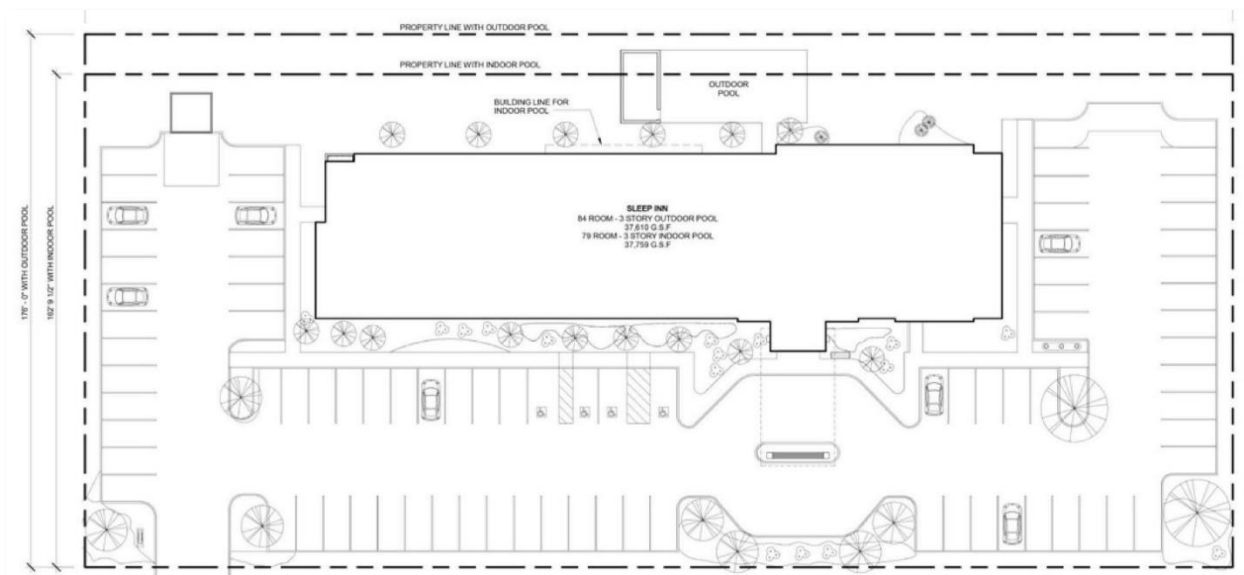 PROPERTY LINE WITH OUTDOOR POOL
PROPERTY LINE WITH INDOOR POOL
OUTDOOR
POOL
BUILDING LINE FOR
INDOOR POOL
SLEEP INN
84 ROOM - 3 STORY OUTDOOR POOL
37,610 G.S.F
79 ROOM - 3 STORY INDOOR POOL
37,759 G.S.F
176' - 0" WITH OUTDOOR POOL
162' 9 1/2" WITH INDOOR POOL